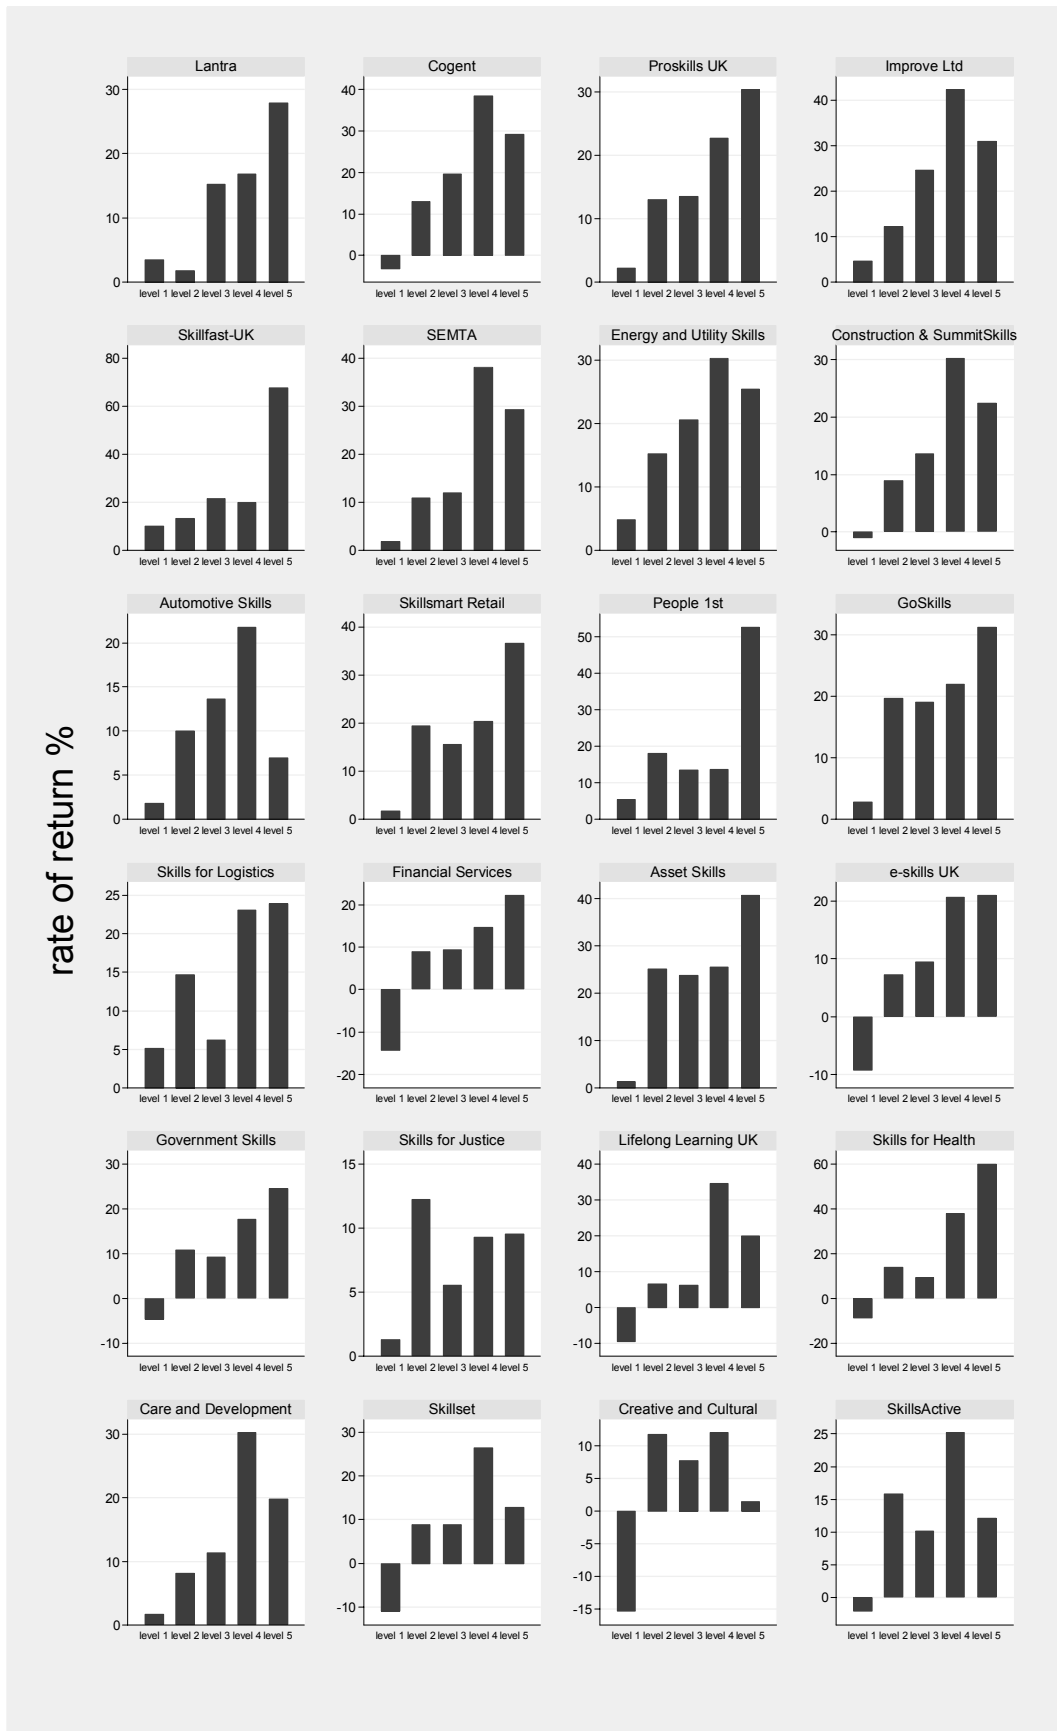 Lantra
Cogent
Proskills UK
Improve Ltd
30
20
10
0
level 1 level 2 level 3 level 4 level 5
40
30
20
10
0
level 1 level 2 level 3 level 4 level 5
30
20
10
0
level 1 level 2 level 3 level 4 level 5
40
30
20
10
0
level 1 level 2 level 3 level 4 level 5
Skillfast-UK
SEMTA
Energy and Utility Skills
Construction & SummitSkills
80
60
40
20
0
level 1 level 2 level 3 level 4 level 5
40
30
20
10
0
level 1 level 2 level 3 level 4 level 5
30
20
10
0
level 1 level 2 level 3 level 4 level 5
30
20
10
0
level 1 level 2 level 3 level 4 level 5
rate of return %
Automotive Skills
Skillsmart Retail
People 1st
GoSkills
20
15
10
5
0
level 1 level 2 level 3 level 4 level 5
40
30
20
10
0
level 1 level 2 level 3 level 4 level 5
50
40
30
20
10
0
level 1 level 2 level 3 level 4 level 5
30
20
10
0
level 1 level 2 level 3 level 4 level 5
Skills for Logistics
Financial Services
Asset Skills
e-skills UK
25
20
15
10
5
0
level 1 level 2 level 3 level 4 level 5
20
10
0
-10
-20
level 1 level 2 level 3 level 4 level 5
40
30
20
10
0
level 1 level 2 level 3 level 4 level 5
20
10
0
-10
level 1 level 2 level 3 level 4 level 5
Government Skills
Skills for Justice
Lifelong Learning UK
Skills for Health
30
20
10
0
-10
level 1 level 2 level 3 level 4 level 5
15
10
5
0
level 1 level 2 level 3 level 4 level 5
40
30
20
10
0
-10
level 1 level 2 level 3 level 4 level 5
60
40
20
0
-20
level 1 level 2 level 3 level 4 level 5
Care and Development
Skillset
Creative and Cultural
SkillsActive
30
20
10
0
level 1 level 2 level 3 level 4 level 5
30
20
10
0
-10
level 1 level 2 level 3 level 4 level 5
10
5
0
-5
-10
-15
level 1 level 2 level 3 level 4 level 5
25
20
15
10
5
0
level 1 level 2 level 3 level 4 level 5